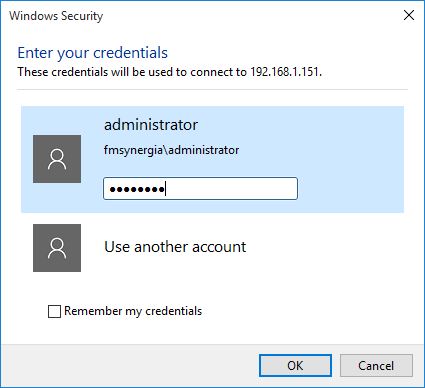 Windows Security
Enter your credentials
These credentials will be used to connect to 192.168.1.151.
administrator
fmsynergia\administrator
●●●●●●●●
Use another account
Remember my credentials
OK
Cancel